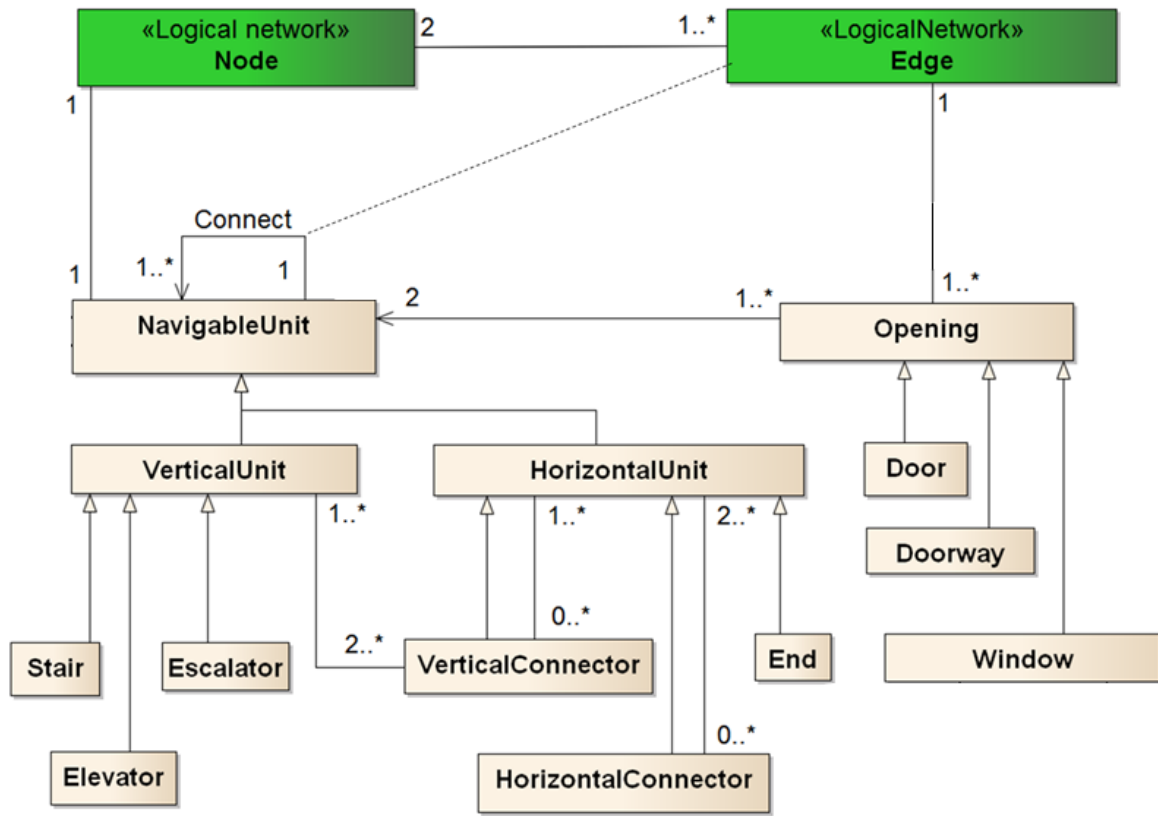 «Logical network»
Node
2
1..*
«LogicalNetwork»
Edge
1
1
Connect
1..*
1
1
2
1..*
1..*
NavigableUnit
Opening
VerticalUnit
HorizontalUnit
Door
1..*
1..*
2..*
Doorway
0..*
2..*
Stair
Escalator
VerticalConnector
End
Window
0..*
Elevator
HorizontalConnector